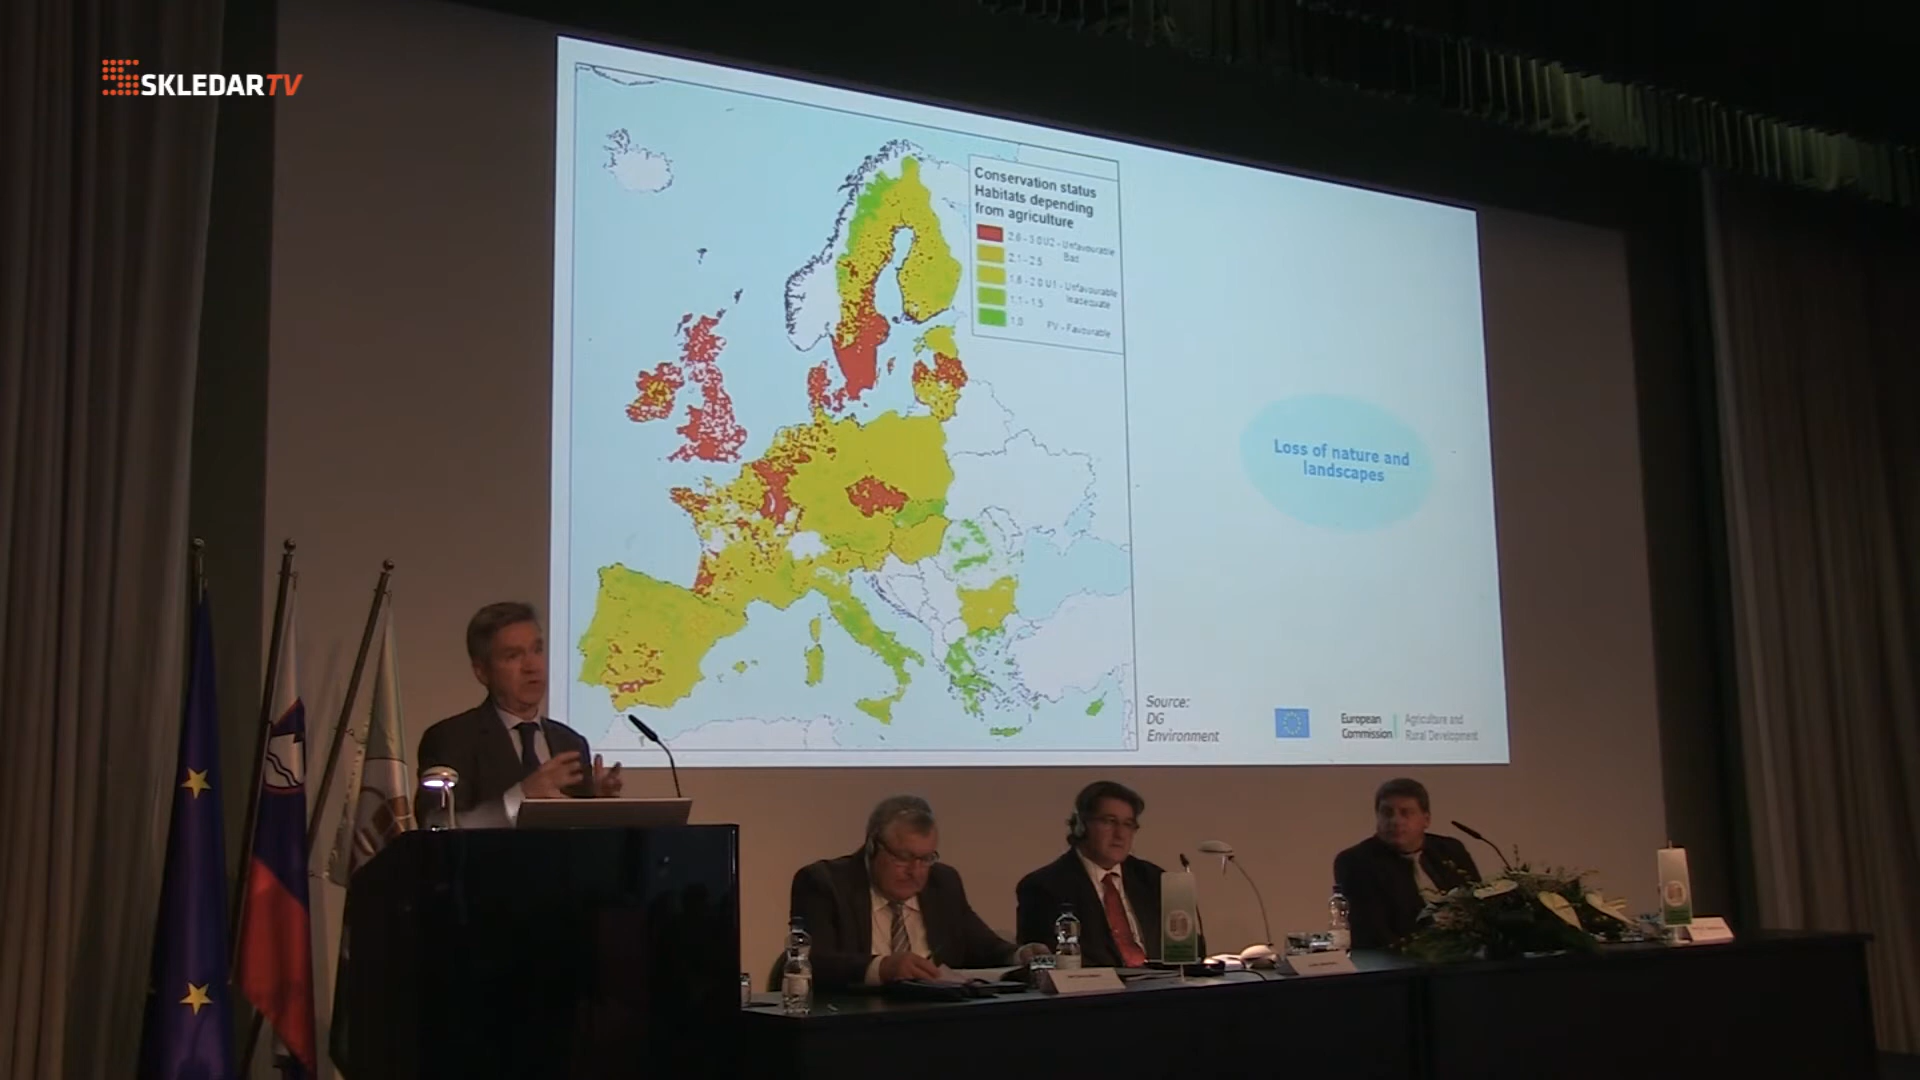 SKLEDARTV
Conservation status
Habitats depending
from agriculture
2,6 - 3,0 U2 - Unfavourable
Bad
2,1 - 2,5
1,6 - 2,0 U1 - Unfavourable
Inadequate
1,1 - 1,5
1,0 FV - Favourable
Loss of nature and
landscapes
Source:
DG
Environment
European
Commission
Agriculture and
Rural Development